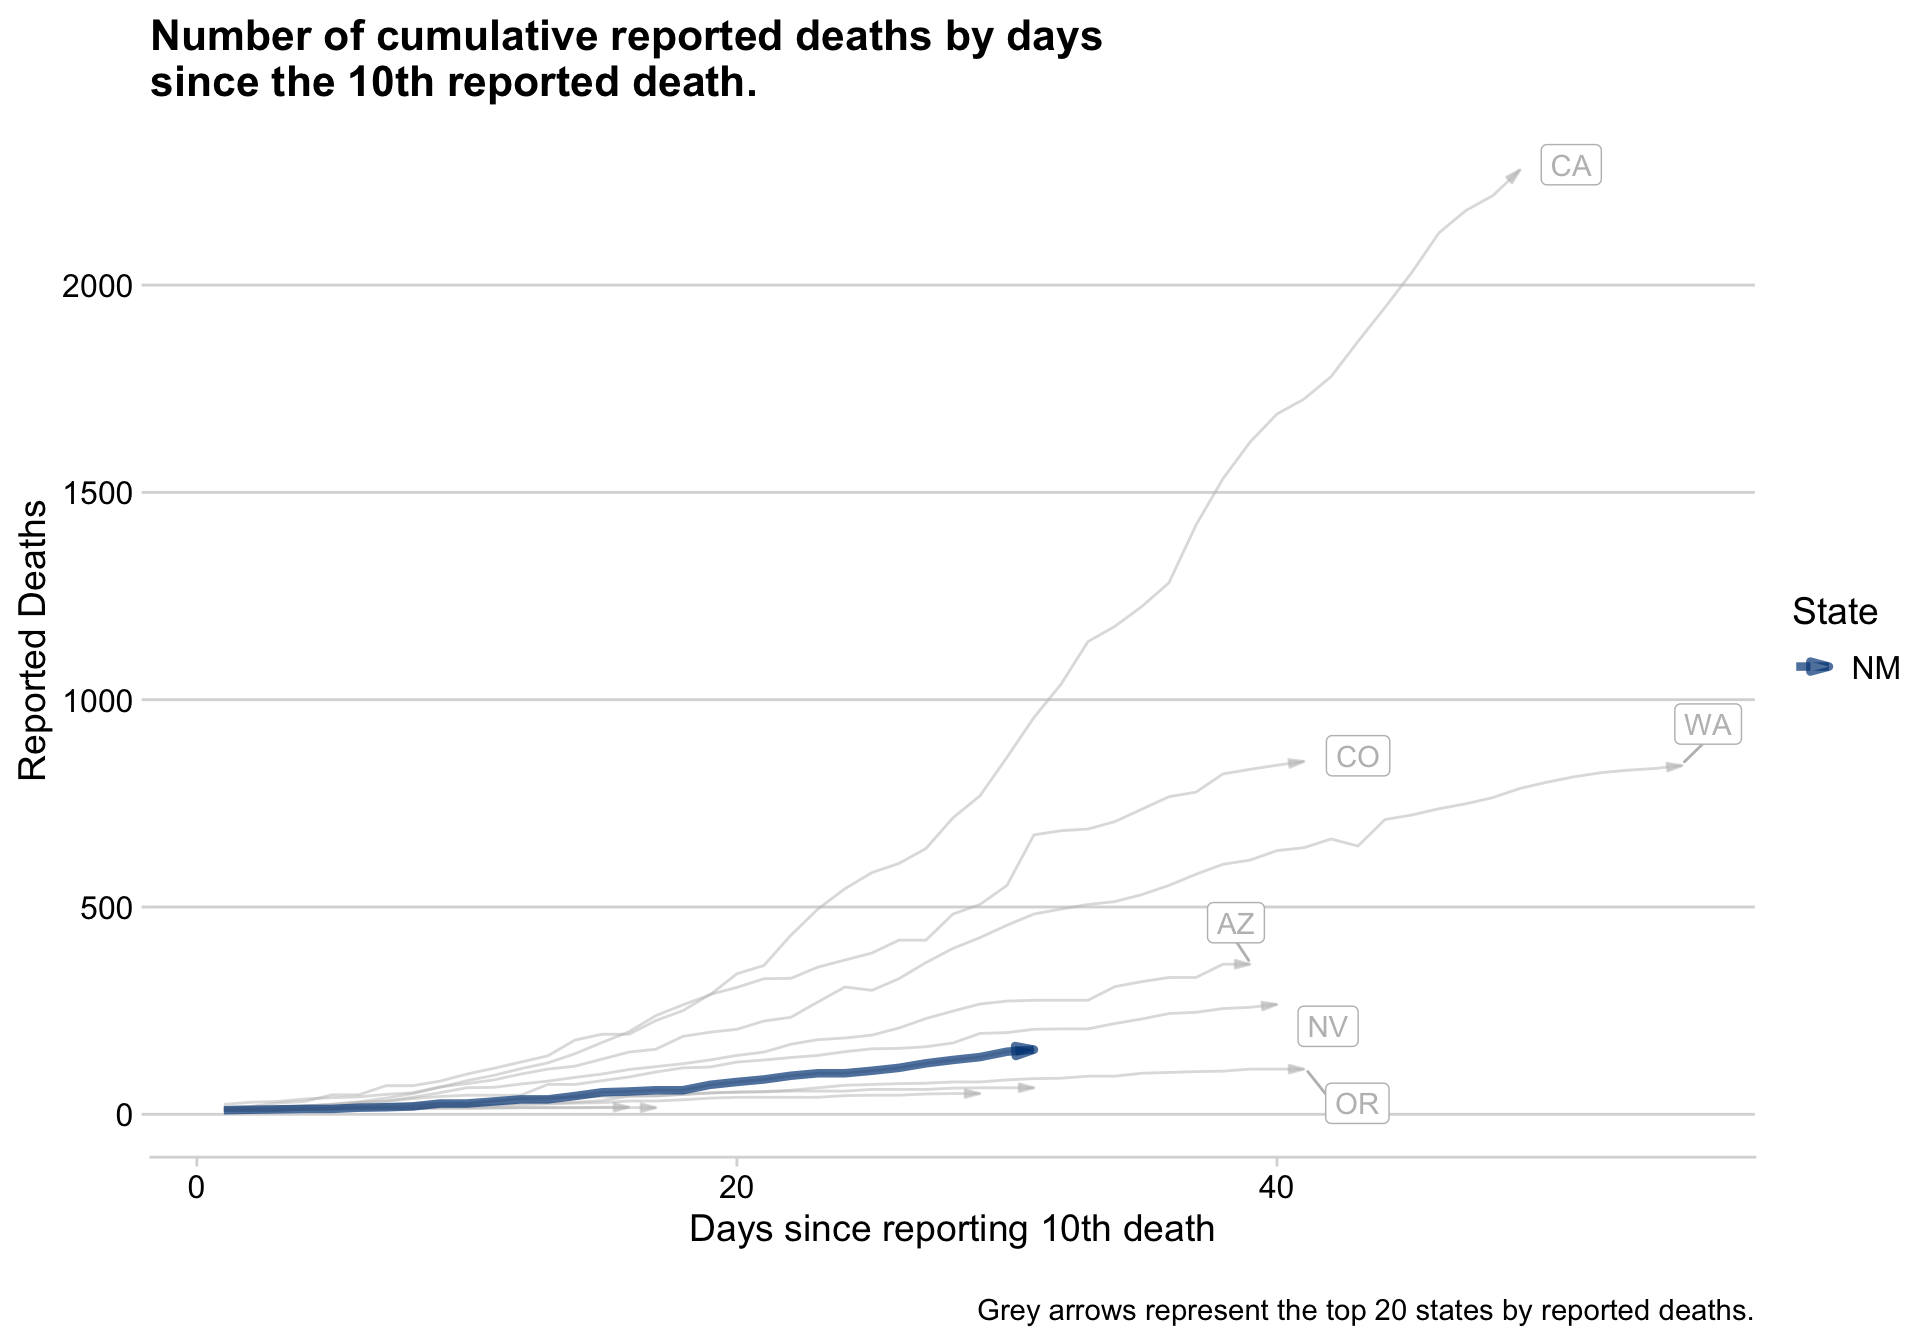 Number of cumulative reported deaths by days
since the 10th reported death.
CA
2000
1500
Reported Deaths
State
NM
1000
WA
CO
500
AZ
NV
OR
0
0
20
40
Days since reporting 10th death
Grey arrows represent the top 20 states by reported deaths.